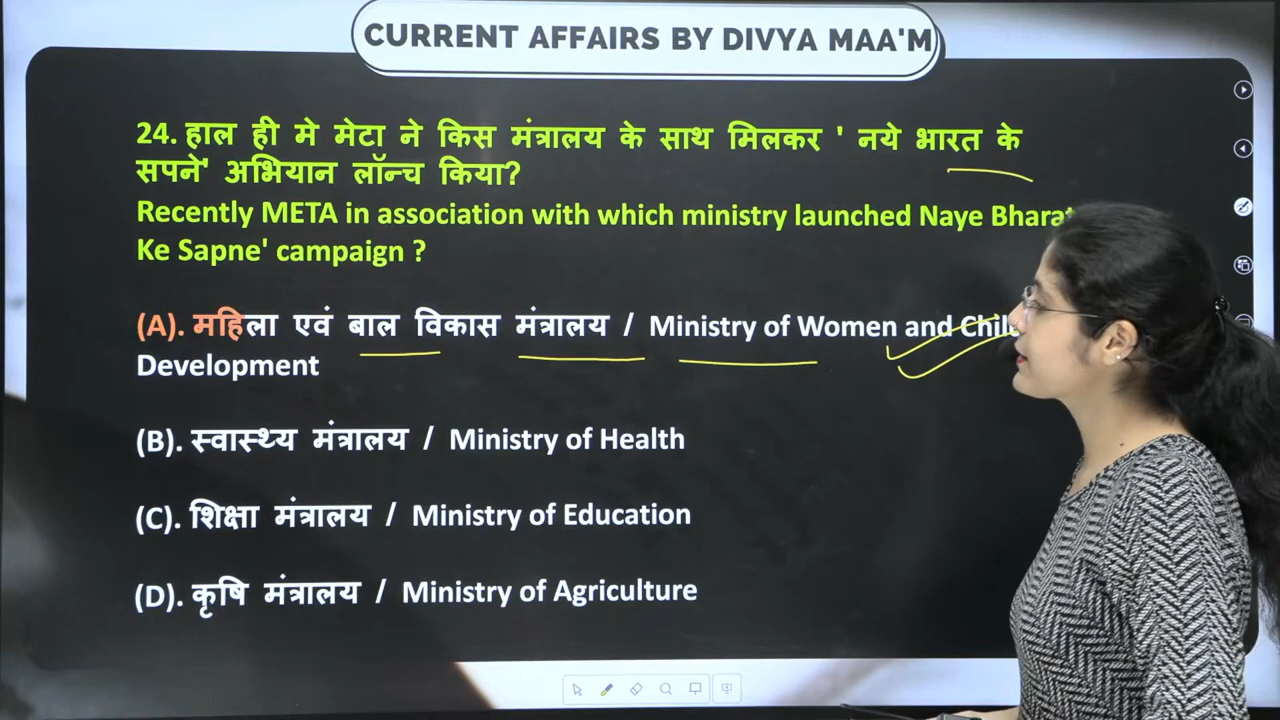 CURRENT AFFAIRS BY DIVYA MAA'M
24. हाल ही मे मेटा ने किस मंत्रालय के साथ मिलकर ' नये भारत के
सपने' अभियान लॉन्च किया?
Recently META in association with which ministry launched Naye Bharat
Ke Sapne' campaign ?
(A). महिला एवं बाल विकास मंत्रालय / Ministry of Women and Child
Development
(B). स्वास्थ्य मंत्रालय / Ministry of Health
(C). शिक्षा मंत्रालय / Ministry of Education
(D). कृषि मंत्रालय / Ministry of Agriculture